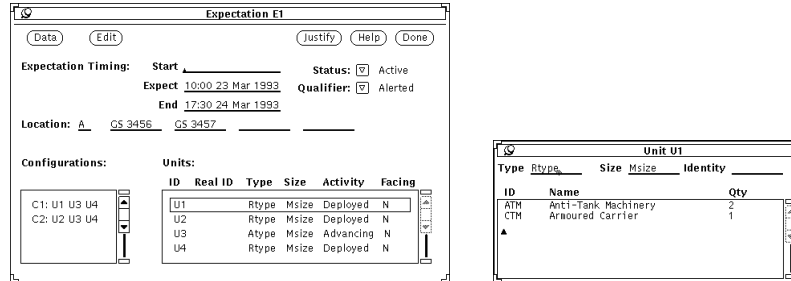 Expectation E1
Data Edit Justify Help Done
Expectation Timing: Start Status: Active
Expect 10:00 23 Mar 1993 Qualifier: Alerted
End 17:30 24 Mar 1993
Location: A GS 3456 GS 3457
Configurations: Units:
ID Real ID Type Size Activity Facing
C1: U1 U3 U4
C2: U2 U3 U4
U1 Rtype Msize Deployed N
U2 Rtype Msize Deployed N
U3 Atype Msize Advancing N
U4 Rtype Msize Deployed N
Unit U1
Type Rtype Size Msize Identity
ID Name Qty
ATM Anti-Tank Machinery 2
CTM Armoured Carrier 1